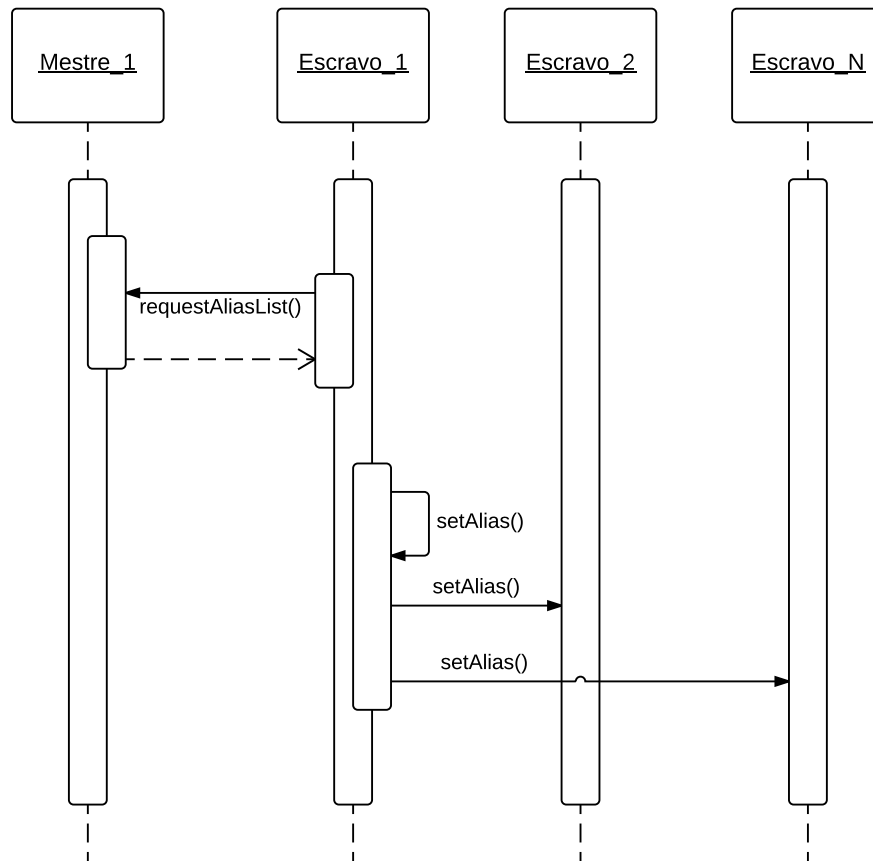 Mestre_1
Escravo_1
Escravo_2
Escravo_N
requestAliasList()
setAlias()
setAlias()
setAlias()